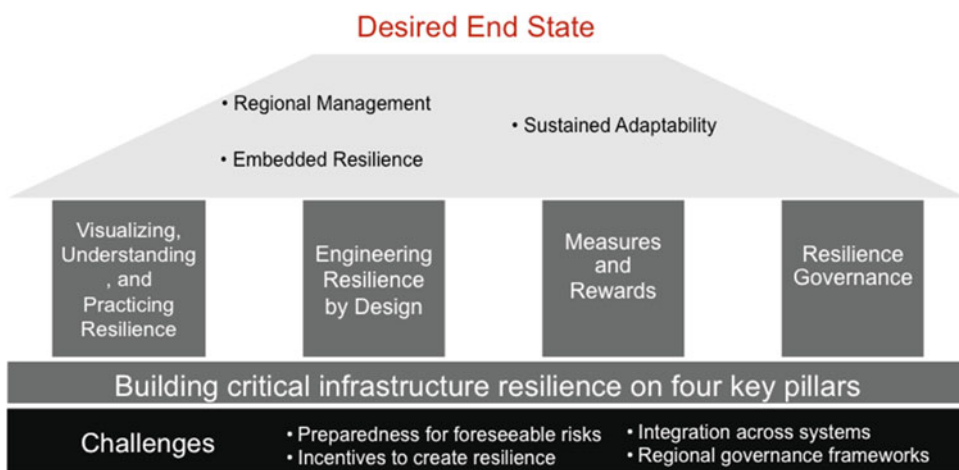 Desired End State
• Regional Management
• Sustained Adaptability
• Embedded Resilience
Visualizing,
Understanding
, and
Practicing
Resilience
Engineering
Resilience
by Design
Measures
and
Rewards
Resilience
Governance
Building critical infrastructure resilience on four key pillars
Challenges
• Preparedness for foreseeable risks
• Incentives to create resilience
• Integration across systems
• Regional governance frameworks